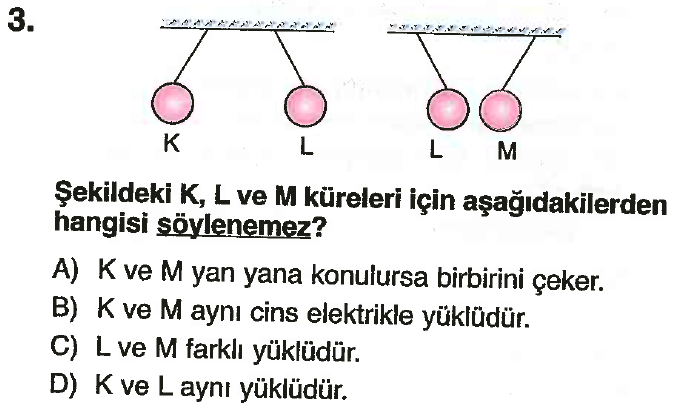 3.
K L L M
Şekildeki K, L ve M küreleri için aşağıdakilerden
hangisi söylenemez?
A) K ve M yan yana konulursa birbirini çeker.
B) K ve M aynı cins elektrikle yüklüdür.
C) L ve M farklı yüklüdür.
D) K ve L aynı yüklüdür.